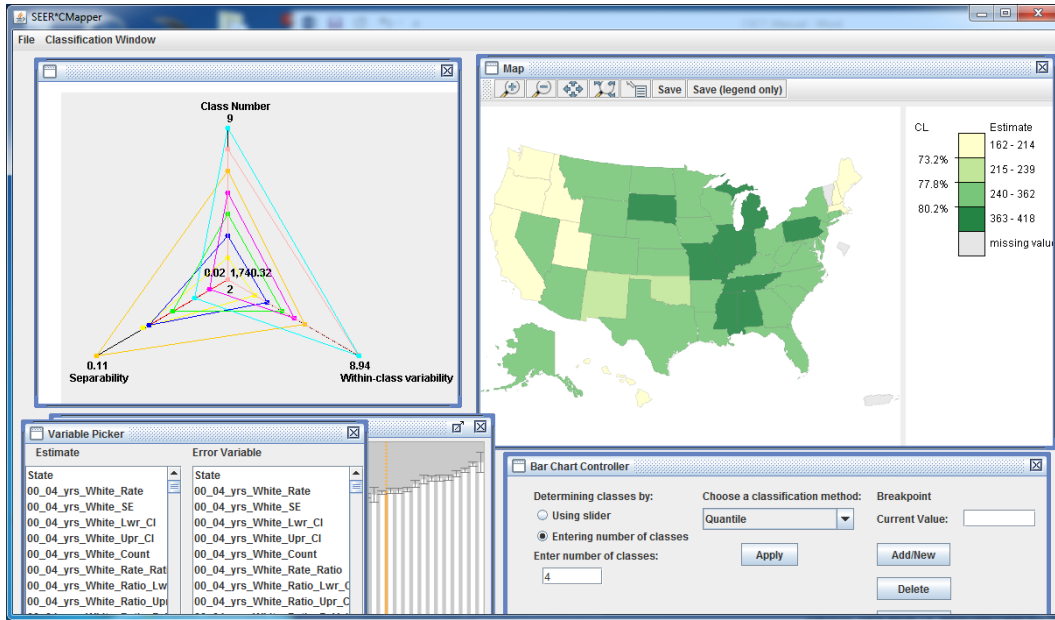 SEER*CMapper
File Classification Window
Class Number
9
0.02 1,740.32
2
0.11
Separability
8.94
Within-class variability
Map
Save Save (legend only)
CL Estimate
162 - 214
73.2%
215 - 239
77.8%
240 - 362
80.2%
363 - 418
missing value
Variable Picker
Estimate Error Variable
State
00_04_yrs_White_Rate
00_04_yrs_White_SE
00_04_yrs_White_Lwr_CI
00_04_yrs_White_Upr_CI
00_04_yrs_White_Count
00_04_yrs_White_Rate_Rati
00_04_yrs_White_Ratio_Lw
00_04_yrs_White_Ratio_Up
State
00_04_yrs_White_Rate
00_04_yrs_White_SE
00_04_yrs_White_Lwr_CI
00_04_yrs_White_Upr_CI
00_04_yrs_White_Count
00_04_yrs_White_Rate_Ratio
00_04_yrs_White_Ratio_Lwr_C
00_04_yrs_White_Ratio_Upr_C
Bar Chart Controller
Determining classes by: Choose a classification method: Breakpoint
Using slider Quantile Current Value:
Entering number of classes
Enter number of classes: Apply Add/New
4
Delete